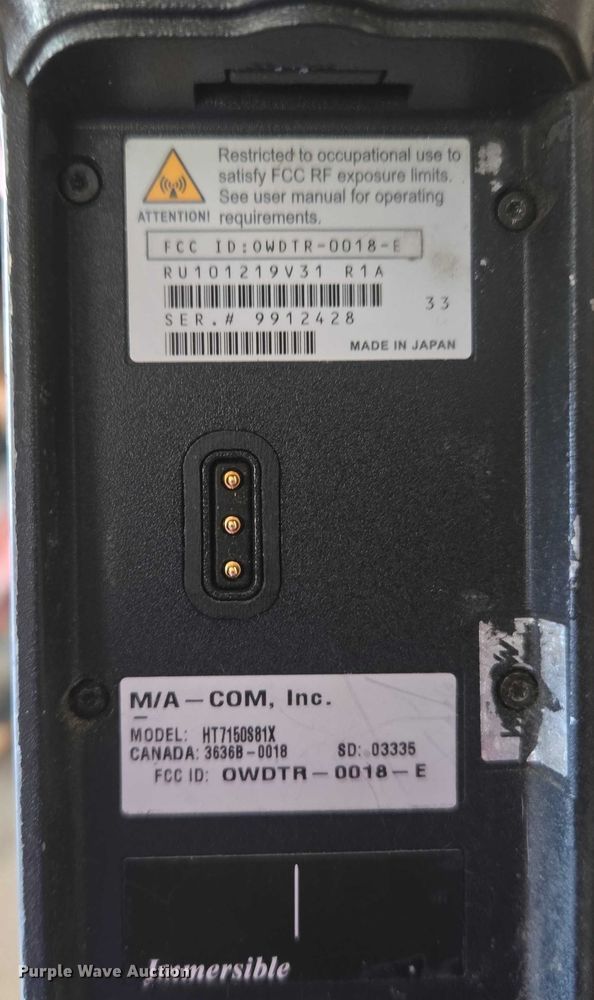 Restricted to occupational use to
satisfy FCC RF exposure limits.
See user manual for operating
ATTENTION! requirements.
FCC ID:OWDTR-0018-E
RU101219V31 R1A
33
SER.# 9912428
MADE IN JAPAN
M/A-COM, Inc.
MODEL: HT7150S81X
CANADA: 3636B-0018 SD: 03335
FCC ID: OWDTR-0018-E
Immersible
Purple Wave Auction